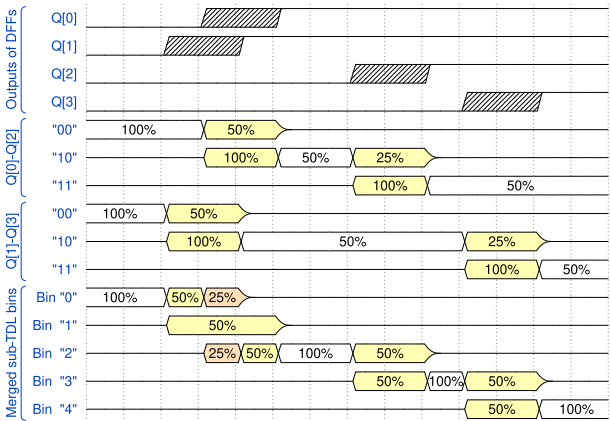 Outputs of DFFs
Q[0]
Q[1]
Q[2]
Q[3]
Q[0]-Q[2]
"00" 100% 50%
"10" 100% 50% 25%
"11" 100% 50%
Q[1]-Q[3]
"00" 100% 50%
"10" 100% 50% 25%
"11" 100% 50%
Merged sub-TDL bins
Bin "0" 100% 50% 25%
Bin "1" 50%
Bin "2" 25% 50% 100% 50%
Bin "3" 50% 100% 50%
Bin "4" 50% 100%